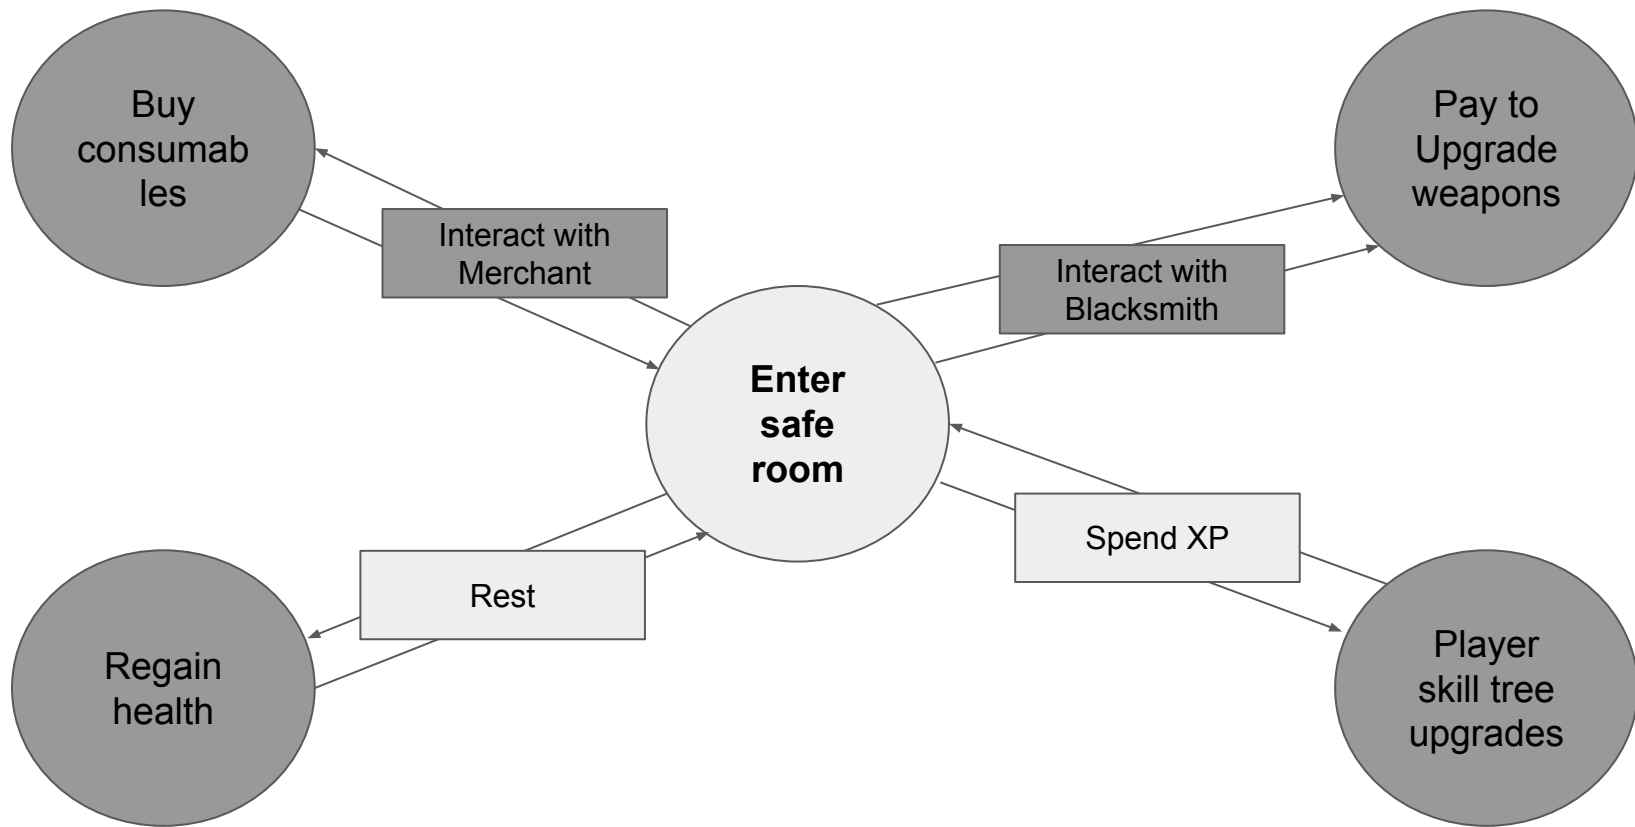 Buy
consumab
les
Pay to
Upgrade
weapons
Interact with
Merchant
Interact with
Blacksmith
Enter
safe
room
Spend XP
Rest
Regain
health
Player
skill tree
upgrades